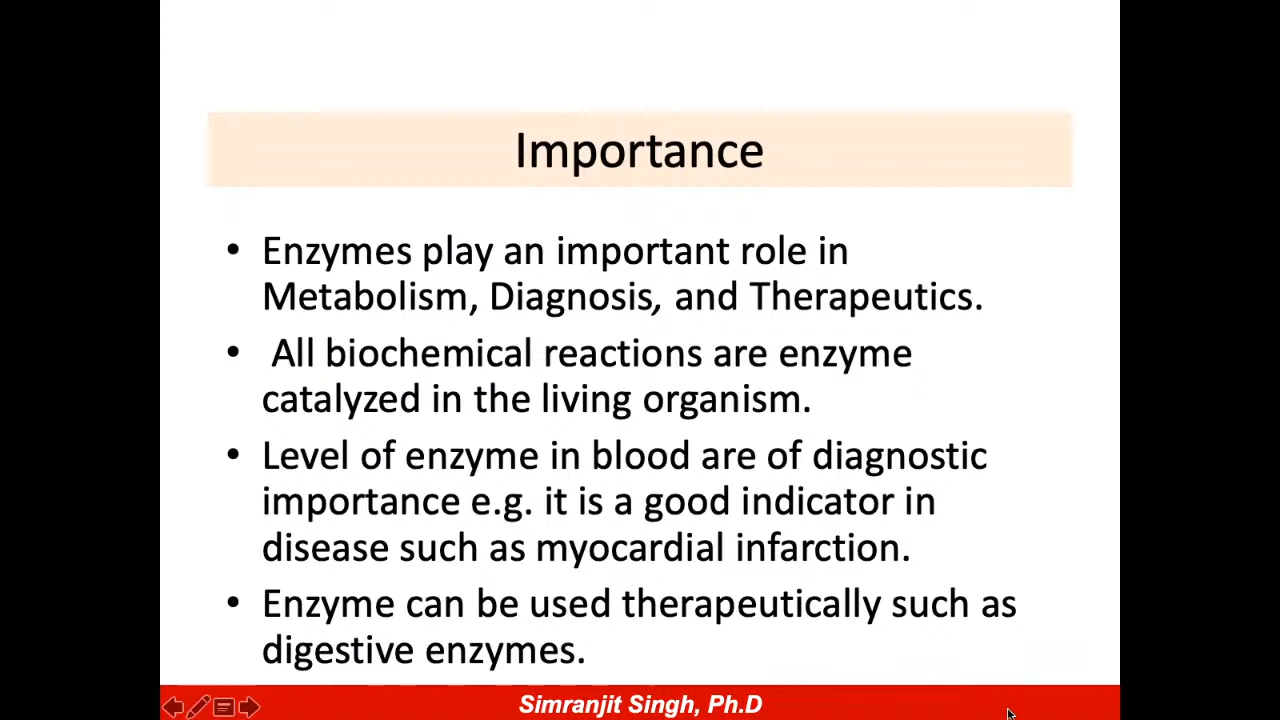 Importance
• Enzymes play an important role in
Metabolism, Diagnosis, and Therapeutics.
• All biochemical reactions are enzyme
catalyzed in the living organism.
• Level of enzyme in blood are of diagnostic
importance e.g. it is a good indicator in
disease such as myocardial infarction.
• Enzyme can be used therapeutically such as
digestive enzymes.
Simranjit Singh, Ph.D